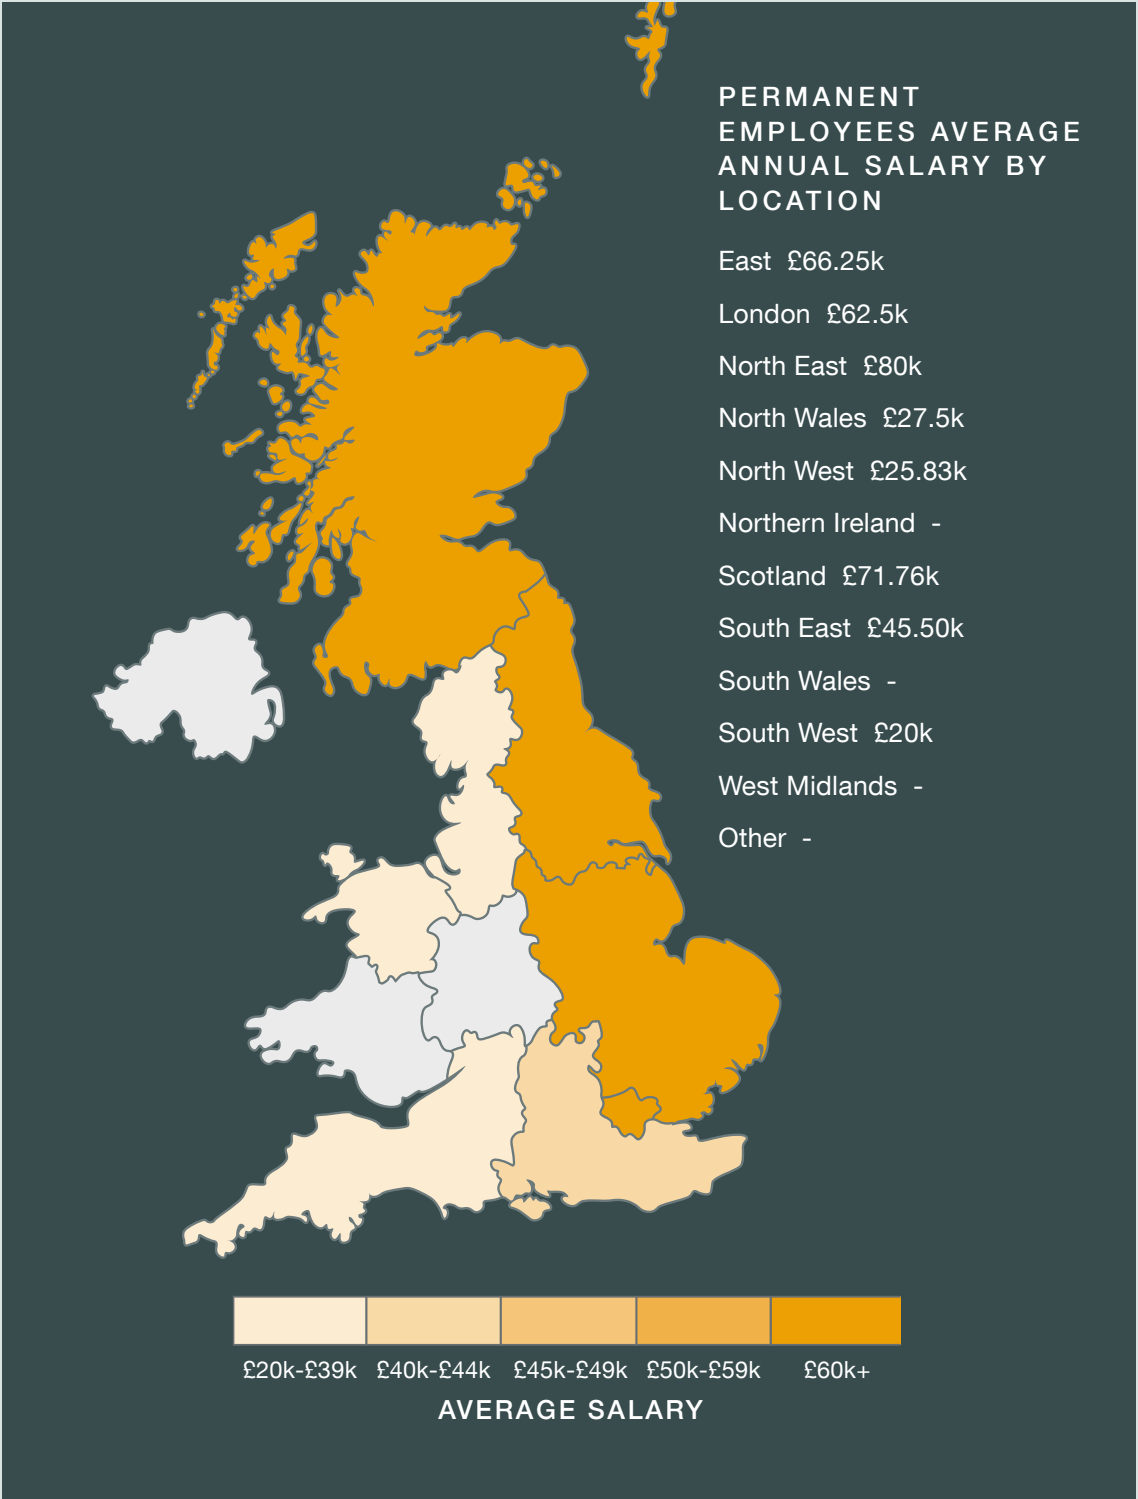 PERMANENT
EMPLOYEES AVERAGE
ANNUAL SALARY BY
LOCATION
East £66.25k
London £62.5k
North East £80k
North Wales £27.5k
North West £25.83k
Northern Ireland -
Scotland £71.76k
South East £45.50k
South Wales -
South West £20k
West Midlands -
Other -
£20k-£39k £40k-£44k £45k-£49k £50k-£59k £60k+
AVERAGE SALARY